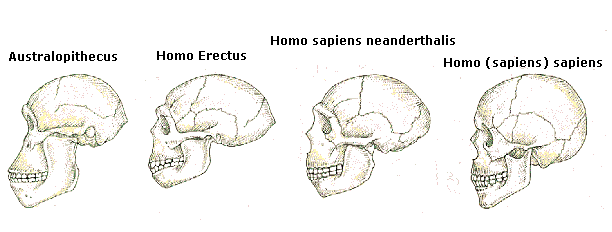 Australopithecus
Homo Erectus
Homo sapiens neanderthalis
Homo (sapiens) sapiens